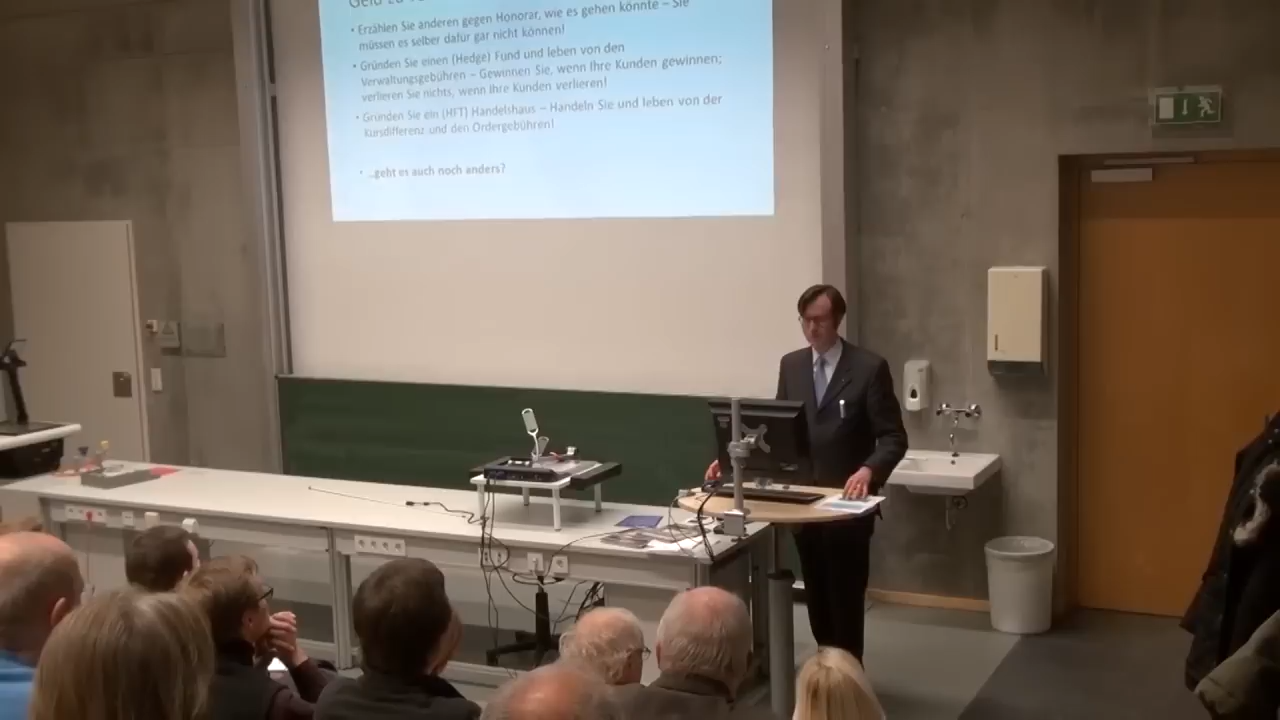 Geld zu
• Erzählen Sie anderen gegen Honorar, wie es gehen könnte – Sie
müssen es selber dafür gar nicht können!
• Gründen Sie einen (Hedge) Fund und leben von den
Verwaltungsgebühren – Gewinnen Sie, wenn Ihre Kunden gewinnen;
verlieren Sie nichts, wenn Ihre Kunden verlieren!
• Gründen Sie ein (HFT) Handelshaus – Handeln Sie und leben von der
Kursdifferenz und den Ordergebühren!
• ..geht es auch noch anders?